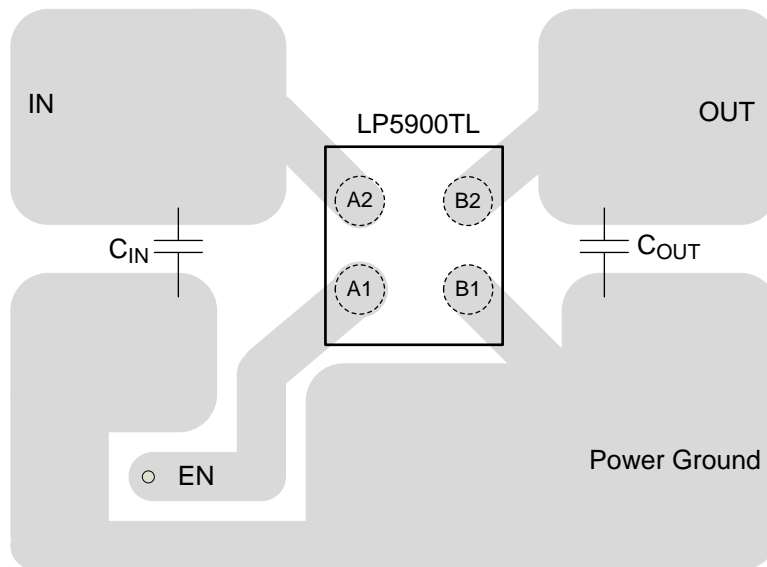 IN
OUT
LP5900TL
A2
B2
CIN
COUT
A1
B1
Power Ground
EN